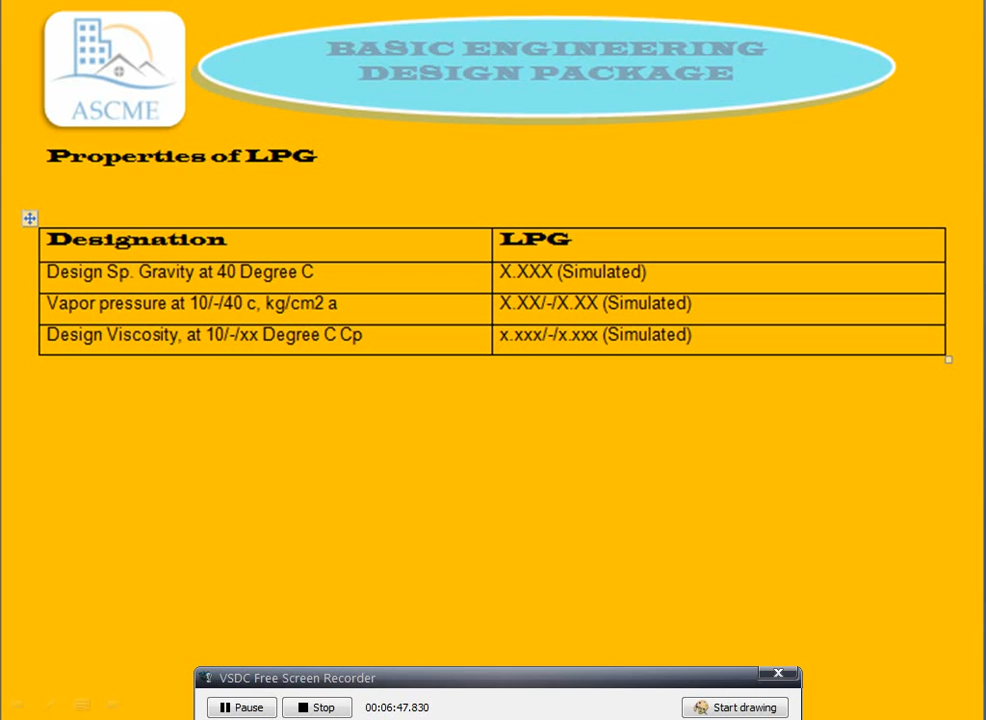 ASCME
BASIC ENGINEERING
DESIGN PACKAGE
Properties of LPG
Designation LPG
Design Sp. Gravity at 40 Degree C X.XXX (Simulated)
Vapor pressure at 10/-/40 c, kg/cm2 a X.XX/-/X.XX (Simulated)
Design Viscosity, at 10/-/xx Degree C Cp x.xxx/-/x.xxx (Simulated)
VSDC Free Screen Recorder
Pause Stop 00:06:47.830 Start drawing